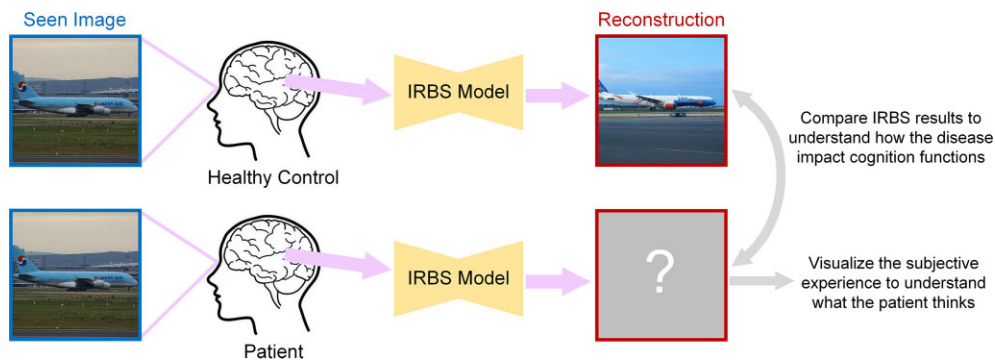 Seen Image
Reconstruction
IRBS Model
Healthy Control
Compare IRBS results to
understand how the disease
impact cognition functions
IRBS Model
?
Patient
Visualize the subjective
experience to understand
what the patient thinks